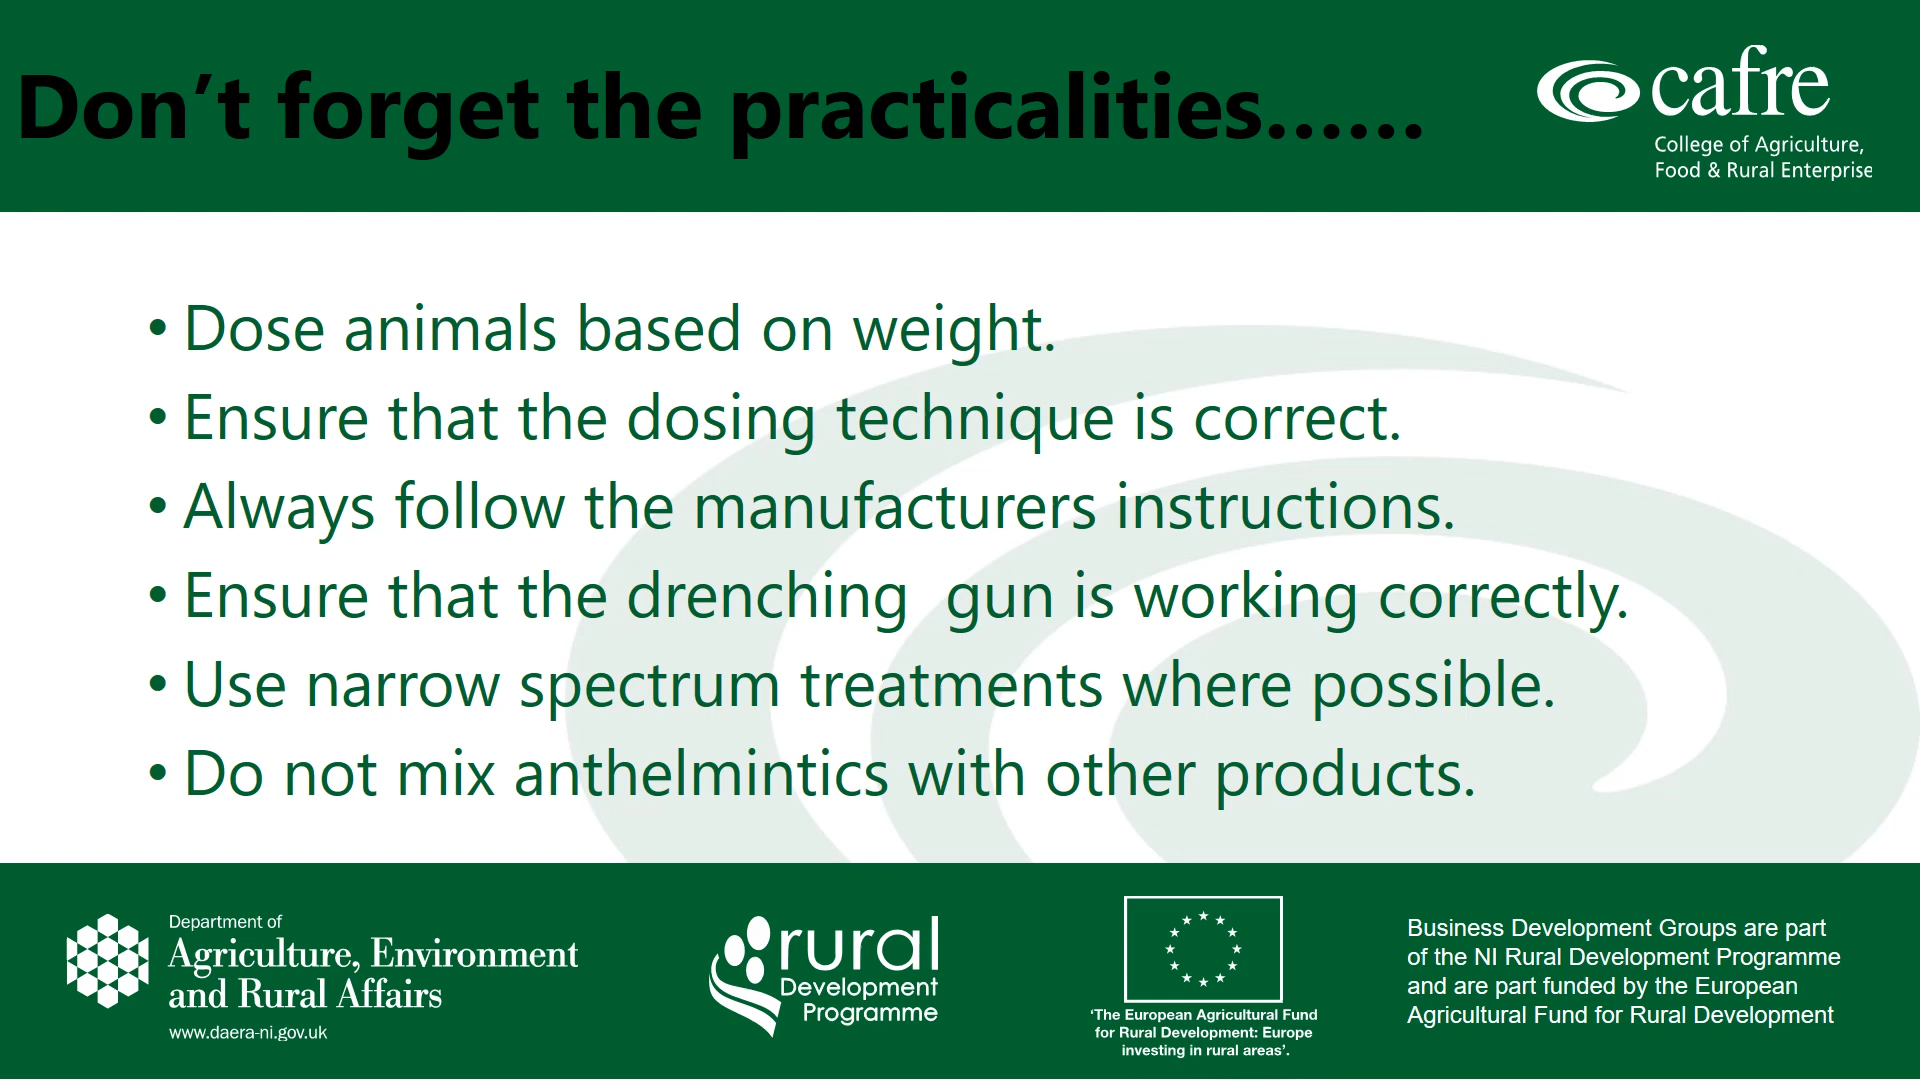 Don’t forget the practicalities......
cafre
College of Agriculture,
Food & Rural Enterprise
• Dose animals based on weight.
• Ensure that the dosing technique is correct.
• Always follow the manufacturers instructions.
• Ensure that the drenching  gun is working correctly.
• Use narrow spectrum treatments where possible.
• Do not mix anthelmintics with other products.
Department of
Agriculture, Environment
and Rural Affairs
www.daera-ni.gov.uk
rural
Development
Programme
‘The European Agricultural Fund
for Rural Development: Europe
investing in rural areas’.
Business Development Groups are part
of the NI Rural Development Programme
and are part funded by the European
Agricultural Fund for Rural Development